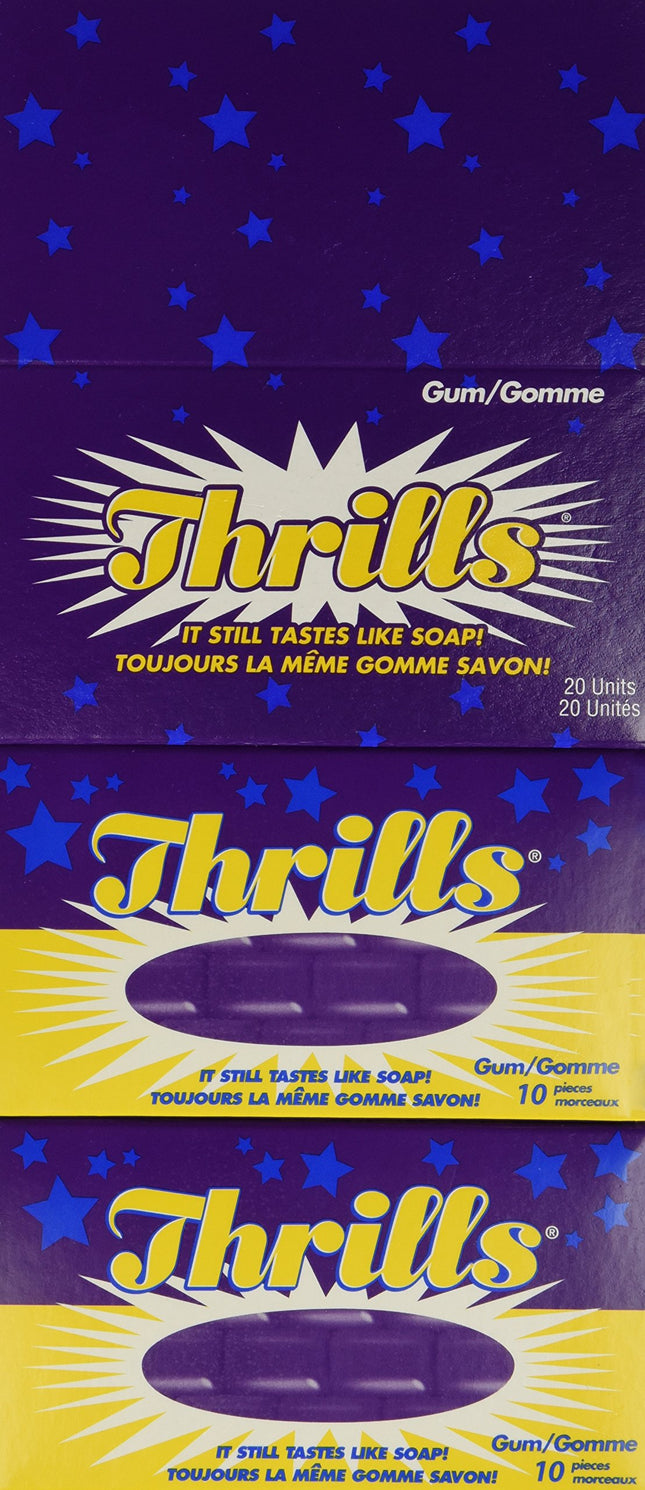 Gum/Gomme
Thrills®
IT STILL TASTES LIKE SOAP!
TOUJOURS LA MÊME GOMME SAVON!
20 Units
20 Unités
Thrills®
IT STILL TASTES LIKE SOAP!
TOUJOURS LA MÊME GOMME SAVON!
Gum/Gomme
10 pieces
morceaux
Thrills®
IT STILL TASTES LIKE SOAP!
TOUJOURS LA MÊME GOMME SAVON!
Gum/Gomme
10 pieces
morceaux